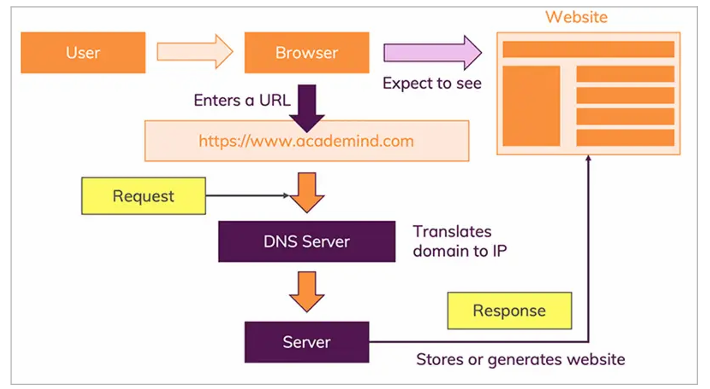 Website
User
Browser
Expect to see
Enters a URL
https://www.academind.com
Request
DNS Server
Translates
domain to IP
Response
Server
Stores or generates website